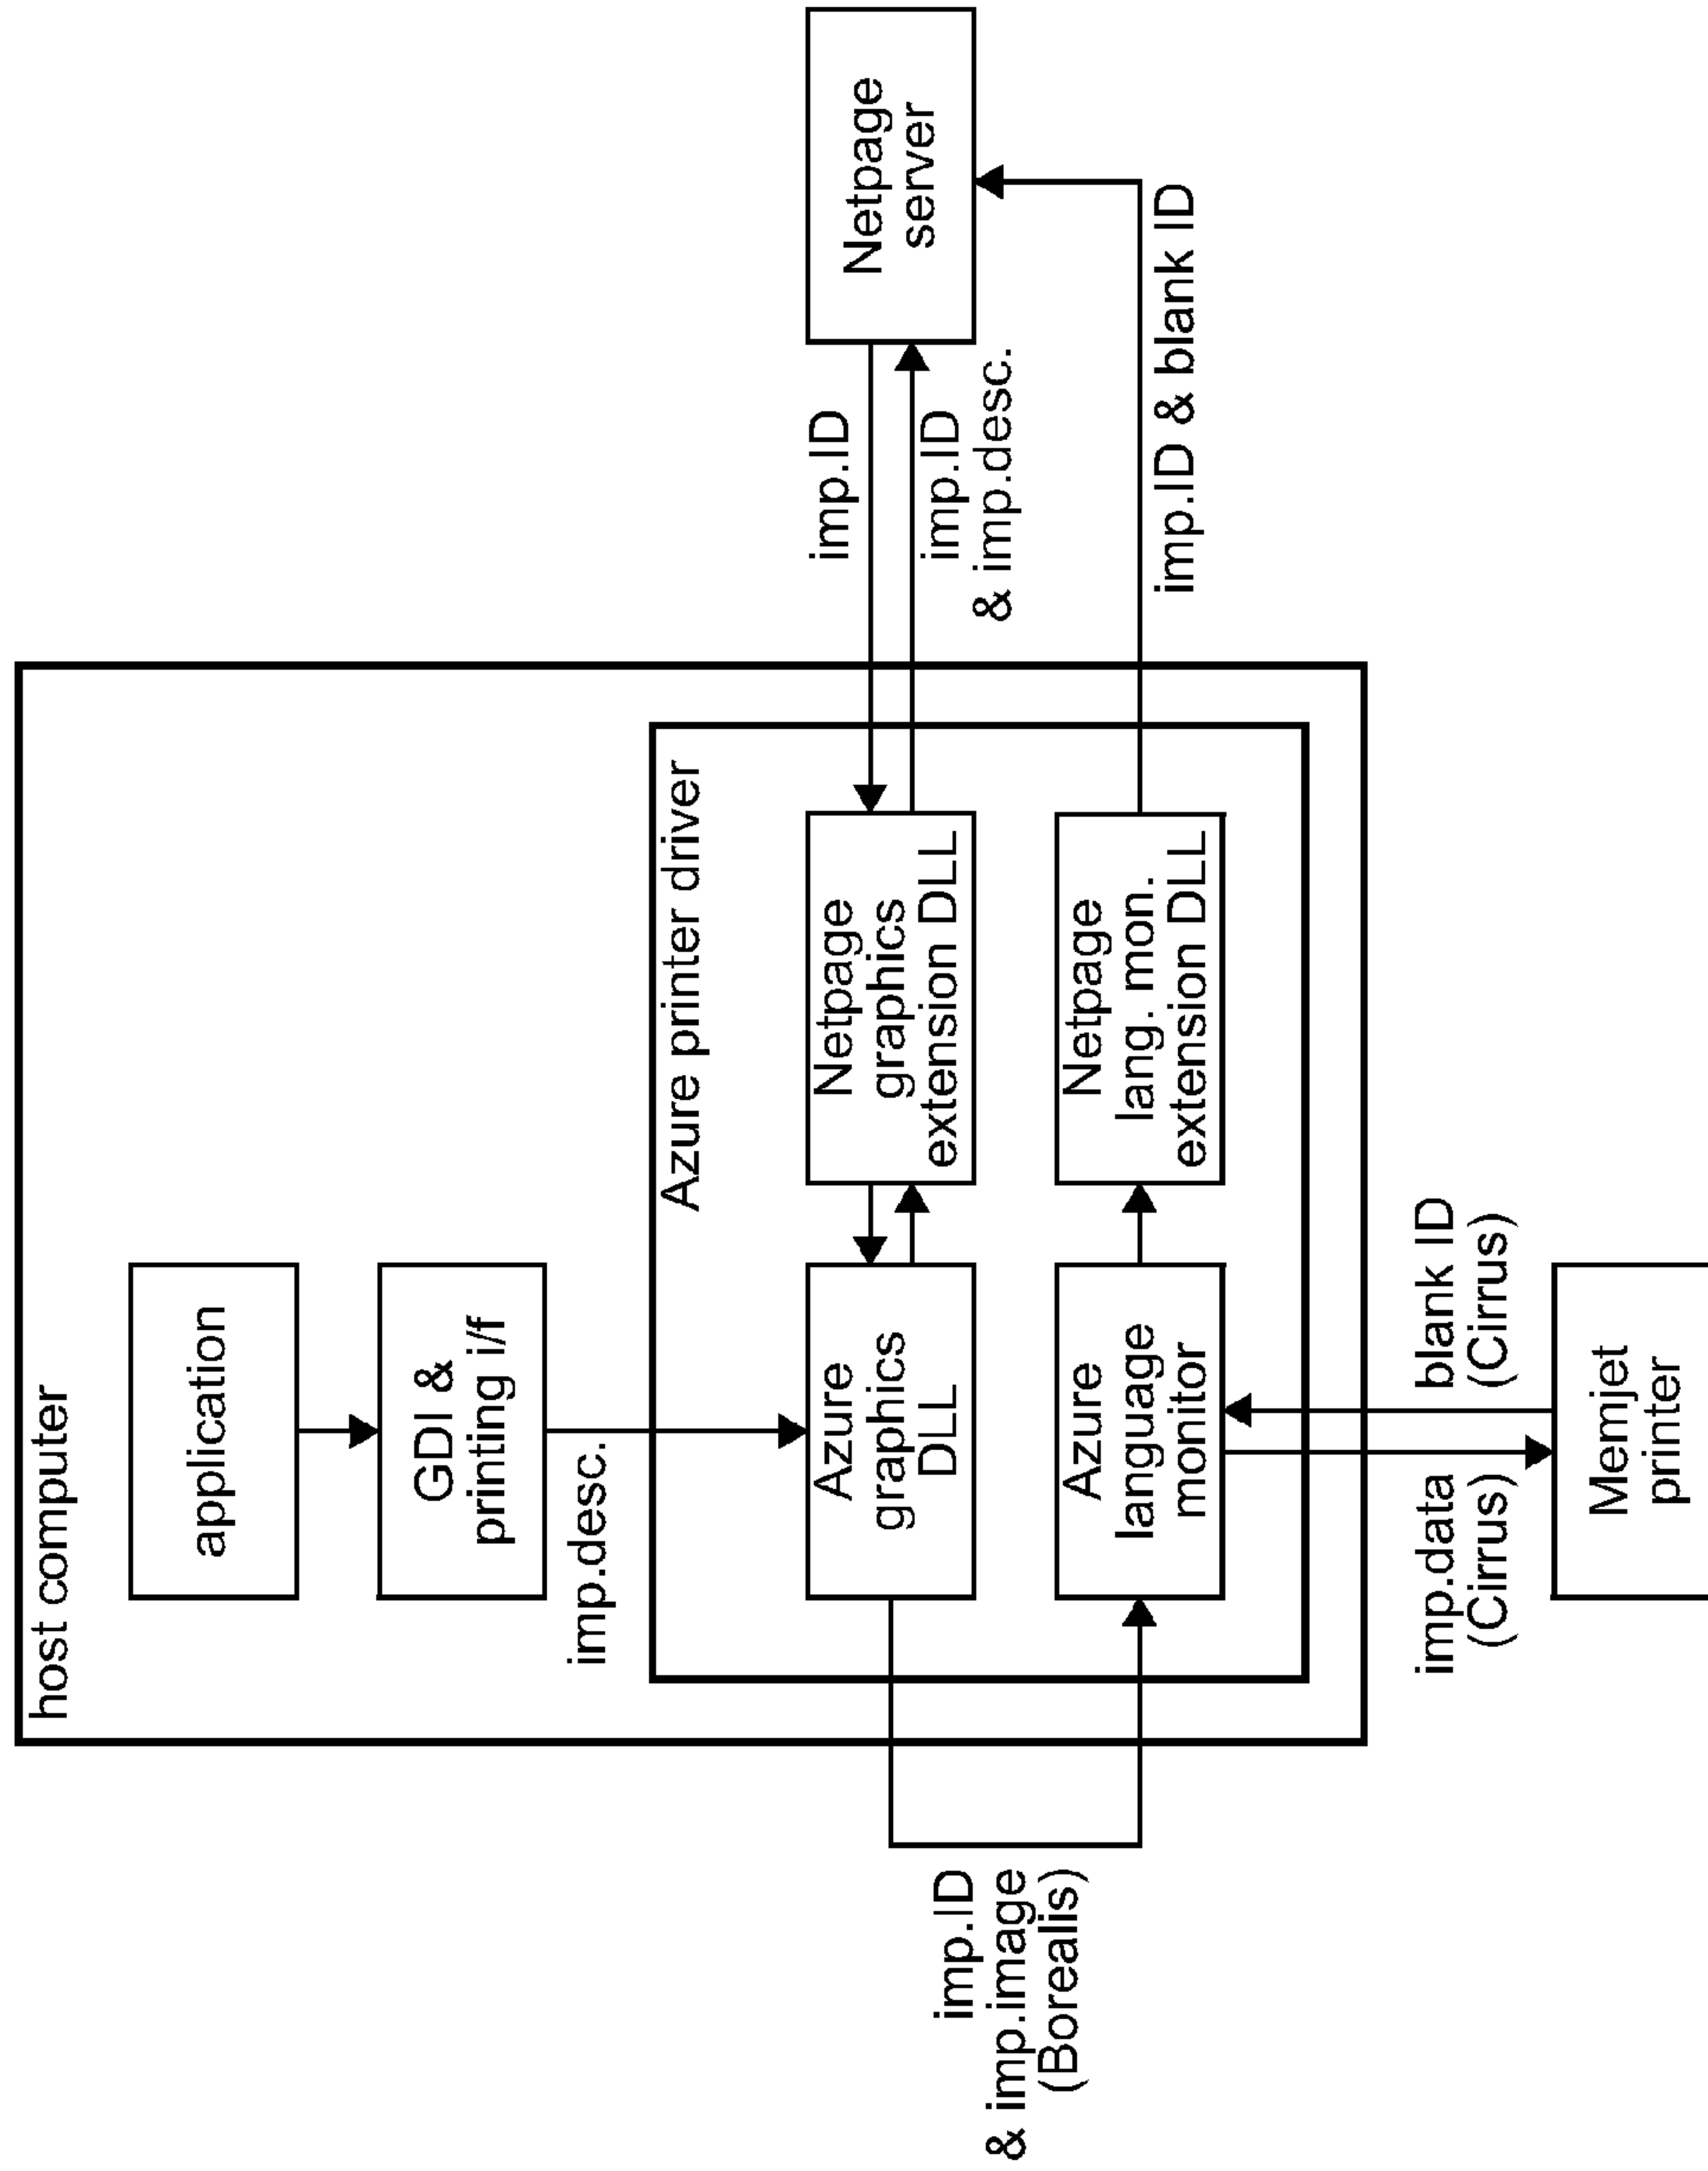 host computer
application
GDI &
printing i/f
imp.desc.
Azure printer driver
Azure
graphics
DLL
Netpage
graphics
extension DLL
imp.ID
imp.ID
& imp.desc.
Netpage
server
imp.ID
& imp.image
(Borealis)
Azure
language
monitor
Netpage
lang. mon.
extension DLL
imp.ID & blank ID
imp.data
(Cirrus)
blank ID
(Cirrus)
Memjet
printer